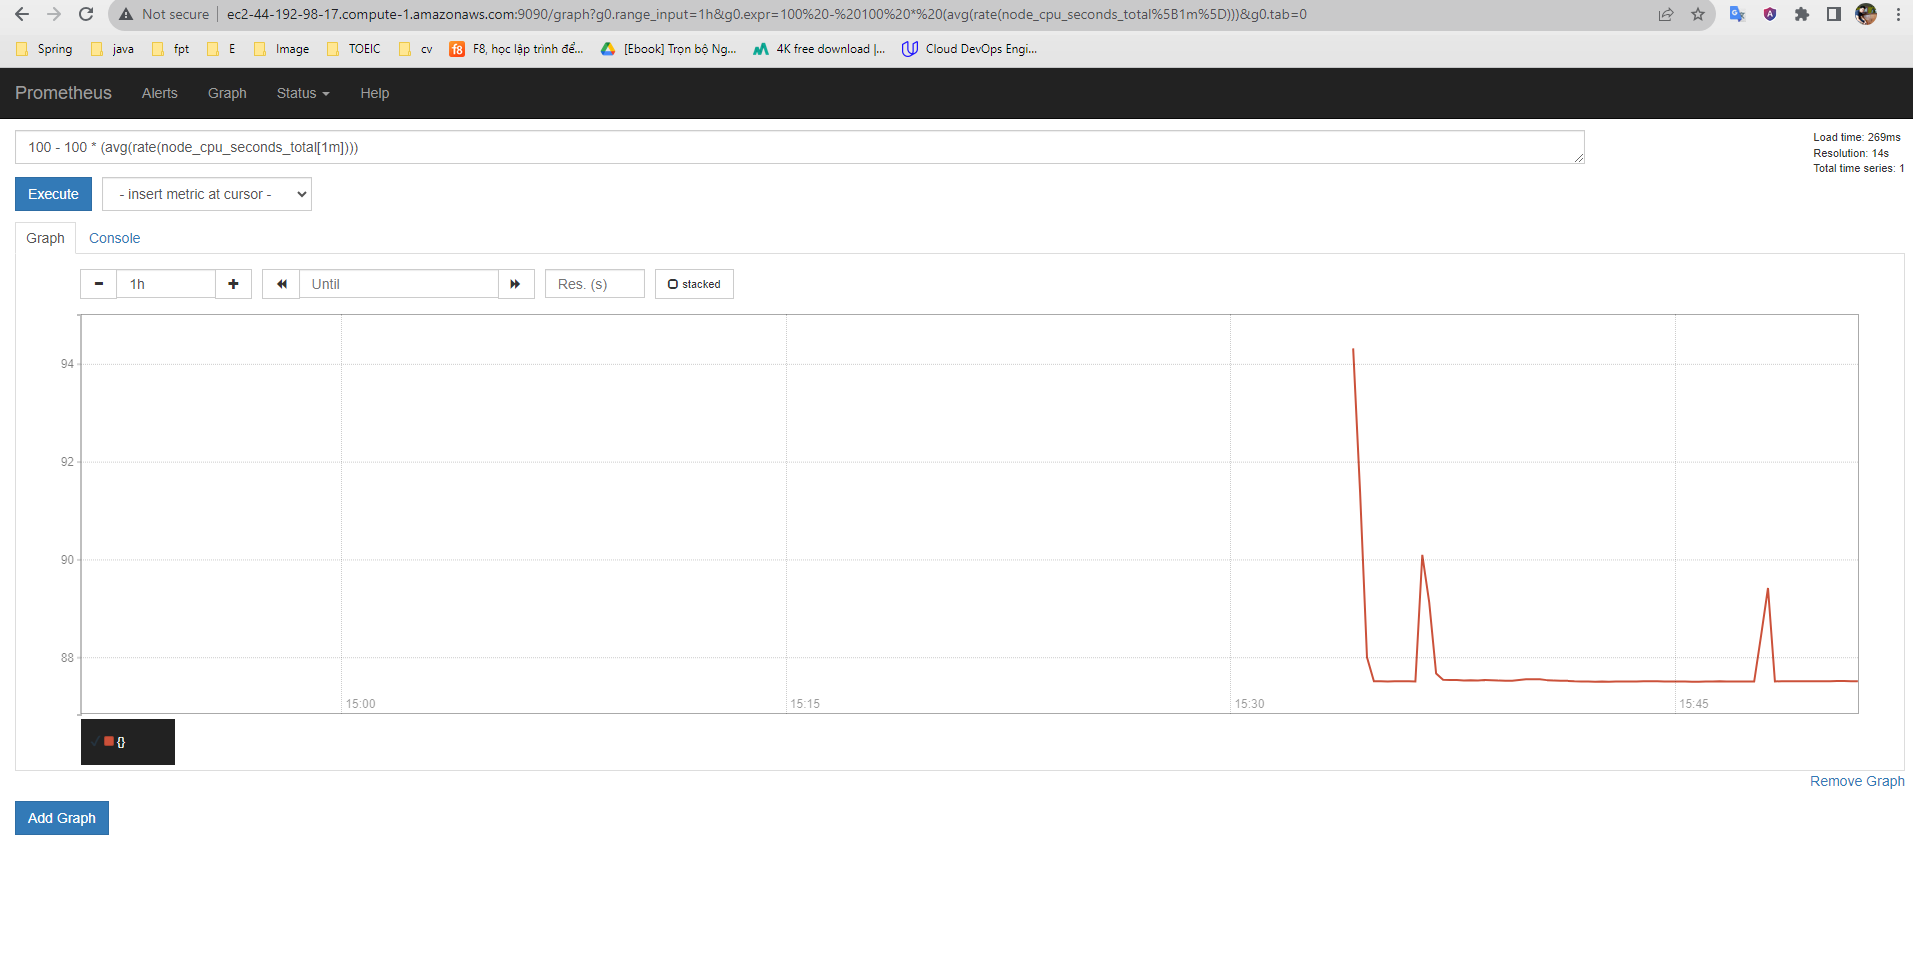 Not secure | ec2-44-192-98-17.compute-1.amazonaws.com:9090/graph?g0.range_input=1h&g0.expr=100%20-%20100%20*%20(avg(rate(node_cpu_seconds_total%5B1m%5D)))&g0.tab=0
Spring java fpt E Image TOEIC cv F8, học lập trình để... [Ebook] Trọn bộ Ng... 4K free download |... Cloud DevOps Engi...
Prometheus Alerts Graph Status Help
100 - 100 * (avg(rate(node_cpu_seconds_total[1m])))
Load time: 269ms
Resolution: 14s
Total time series: 1
Execute - insert metric at cursor -
Graph Console
- 1h + Until Res. (s) stacked
94
92
90
88
15:00 15:15 15:30 15:45
{}
Remove Graph
Add Graph